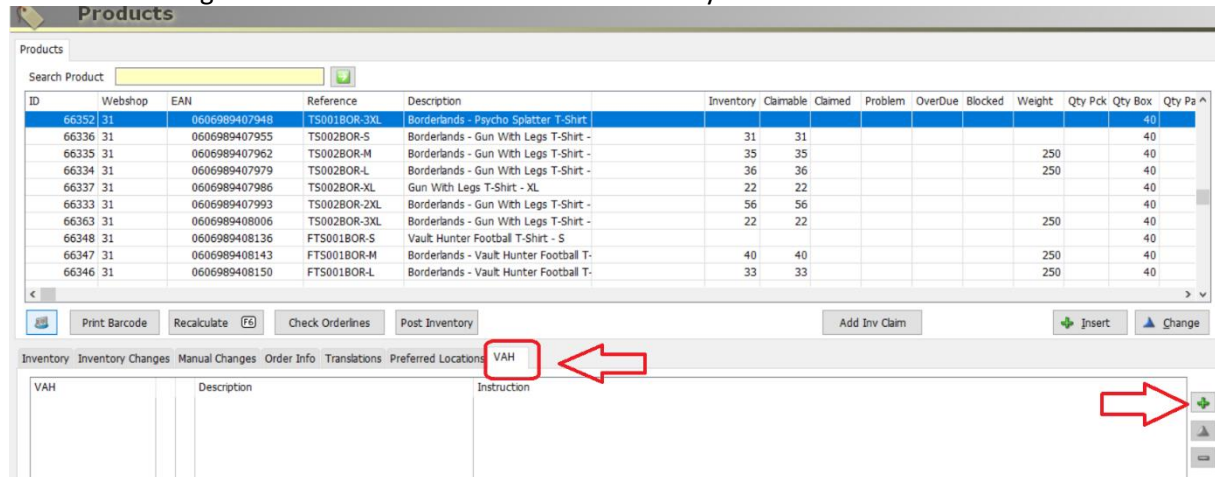 Products
Products
Search Product
ID Webshop EAN Reference Description Inventory Claimable Claimed Problem OverDue Blocked Weight Qty Pck Qty Box Qty Pa
66352 31 0606989407948 TS001BOR-3XL Borderlands - Psycho Splatter T-Shirt 40
66336 31 0606989407955 TS002BOR-S Borderlands - Gun With Legs T-Shirt - 31 31 40
66335 31 0606989407962 TS002BOR-M Borderlands - Gun With Legs T-Shirt - 35 35 250 40
66334 31 0606989407979 TS002BOR-L Borderlands - Gun With Legs T-Shirt - 36 36 250 40
66337 31 0606989407986 TS002BOR-XL Gun With Legs T-Shirt - XL 22 22 40
66333 31 0606989407993 TS002BOR-2XL Borderlands - Gun With Legs T-Shirt - 56 56 40
66363 31 0606989408006 TS002BOR-3XL Borderlands - Gun With Legs T-Shirt - 22 22 250 40
66348 31 0606989408136 FTS001BOR-S Vault Hunter Football T-Shirt - S 40
66347 31 0606989408143 FTS001BOR-M Borderlands - Vault Hunter Football T- 40 40 250 40
66346 31 0606989408150 FTS001BOR-L Borderlands - Vault Hunter Football T- 33 33 250 40
Print Barcode Recalculate F6 Check Orderlines Post Inventory Add Inv Claim Insert Change
Inventory Inventory Changes Manual Changes Order Info Translations Preferred Locations VAH
VAH Description Instruction